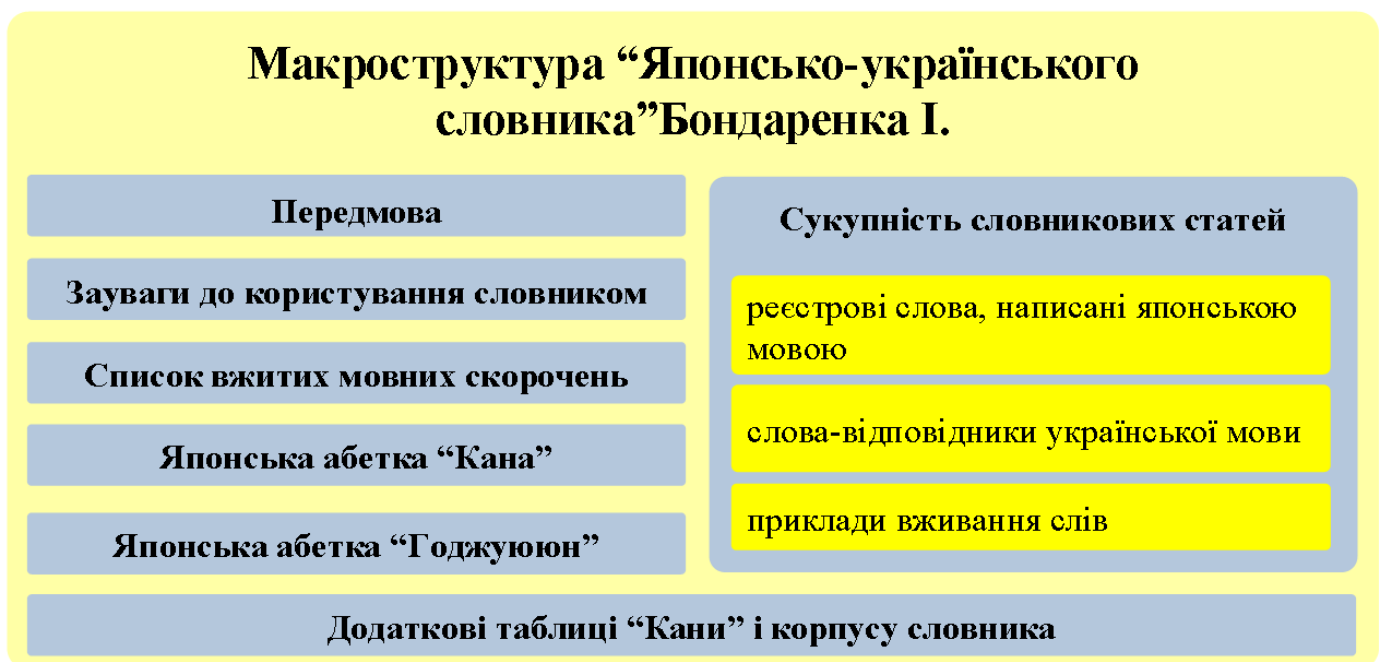 Макроструктура “Японсько-українського
словника”Бондаренка І.
Передмова
Зауваги до користування словником
Список вжитих мовних скорочень
Японська абетка “Кана”
Японська абетка “Годжуююн”
Сукупність словникових статей
реєстрові слова, написані японською
мовою
слова-відповідники української мови
приклади вживання слів
Додаткові таблиці “Кани” і корпусу словника